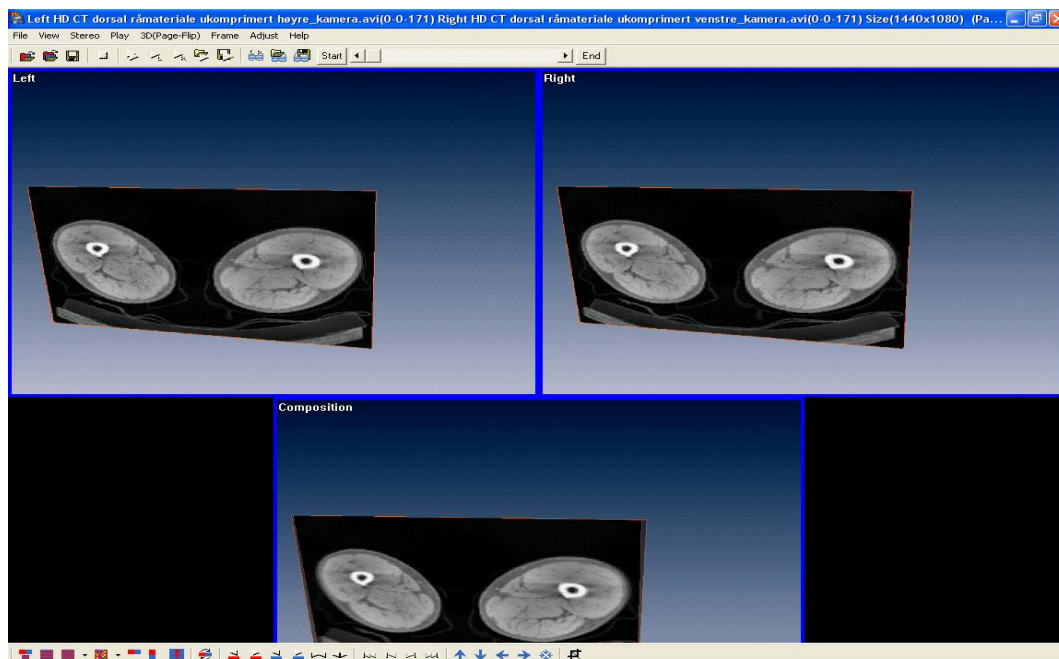 Left HD CT dorsal råmateriale ukomprimert høyre_kamera.avi(0-0-171) Right HD CT dorsal råmateriale ukomprimert venstre_kamera.avi(0-0-171) Size(1440x1080) (Pa...
File View Stereo Play 3D(Page-Flip) Frame Adjust Help
Start End
Left
Right
Composition